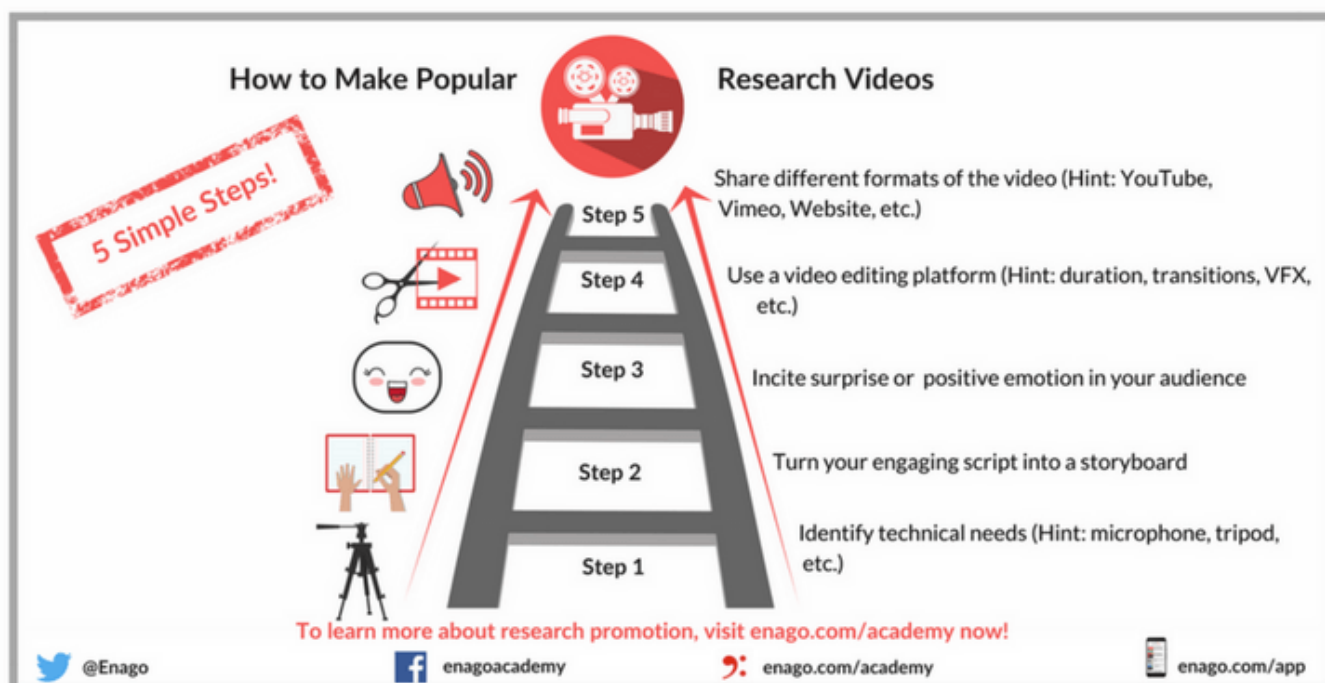 How to Make Popular Research Videos
5 Simple Steps!
Step 5
Share different formats of the video (Hint: YouTube,
Vimeo, Website, etc.)
Step 4
Use a video editing platform (Hint: duration, transitions, VFX,
etc.)
Step 3
Incite surprise or positive emotion in your audience
Step 2
Turn your engaging script into a storyboard
Step 1
Identify technical needs (Hint: microphone, tripod,
etc.)
To learn more about research promotion, visit enago.com/academy now!
@Enago
enagoacademy
enago.com/academy
enago.com/app